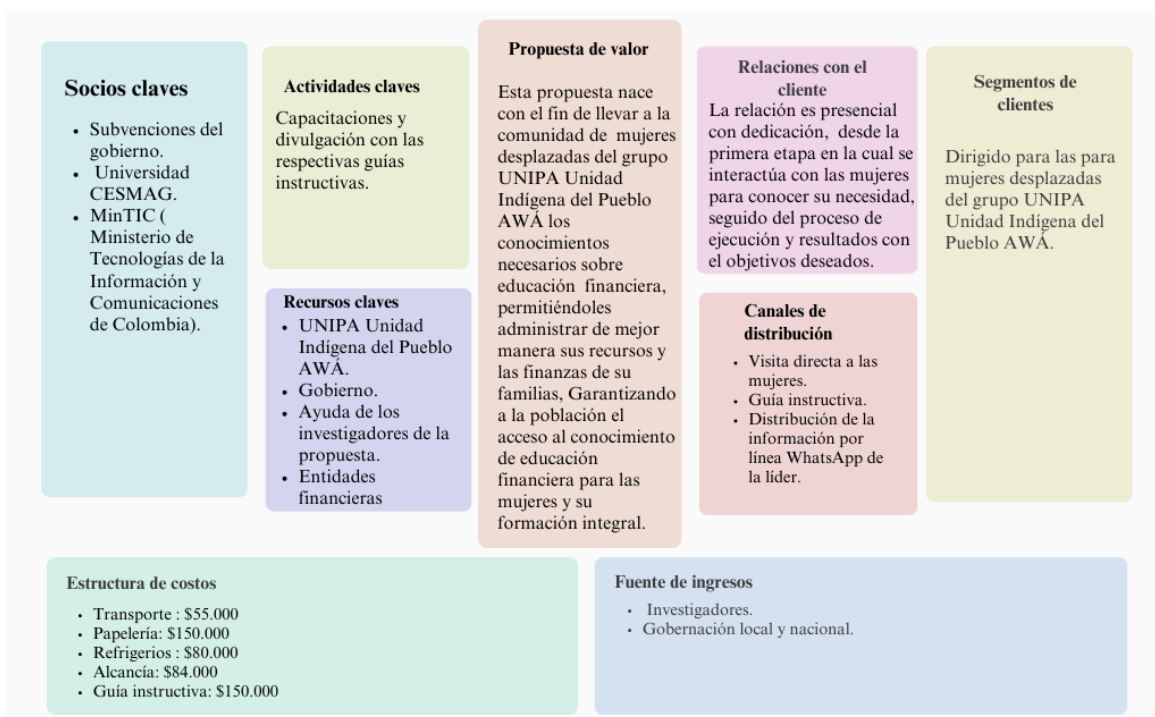 Socios claves
• Subvenciones del
gobierno.
• Universidad
CESMAG.
• MinTIC (
Ministerio de
Tecnologías de la
Información y
Comunicaciones
de Colombia).
Actividades claves
Capacitaciones y
divulgación con las
respectivas guías
instructivas.
Recursos claves
• UNIPA Unidad
Indígena del Pueblo
AWÁ.
• Gobierno.
• Ayuda de los
investigadores de la
propuesta.
• Entidades
financieras
Propuesta de valor
Esta propuesta nace
con el fin de llevar a la
comunidad de mujeres
desplazadas del grupo
UNIPA Unidad
Indígena del Pueblo
AWÁ los
conocimientos
necesarios sobre
educación financiera,
permitiéndoles
administrar de mejor
manera sus recursos y
las finanzas de su
familias, Garantizando
a la población el
acceso al conocimiento
de educación
financiera para las
mujeres y su
formación integral.
Relaciones con el
cliente
La relación es presencial
con dedicación, desde la
primera etapa en la cual se
interactúa con las mujeres
para conocer su necesidad,
seguido del proceso de
ejecución y resultados con
el objetivos deseados.
Canales de
distribución
• Visita directa a las
mujeres.
• Guía instructiva.
• Distribución de la
información por
línea WhatsApp de
la líder.
Segmentos de
clientes
Dirigido para las para
mujeres desplazadas
del grupo UNIPA
Unidad Indígena del
Pueblo AWÁ.
Estructura de costos
• Transporte : $55.000
• Papelería: $150.000
• Refrigerios : $80.000
• Alcancía: $84.000
• Guía instructiva: $150.000
Fuente de ingresos
• Investigadores.
• Gobernación local y nacional.